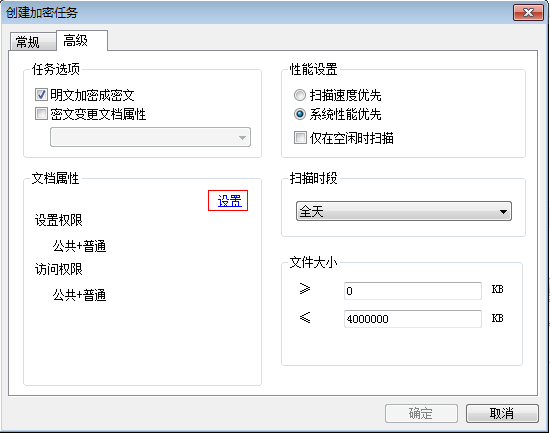 创建加密任务
常规
高级
任务选项
明文加密成密文
密文变更文档属性
性能设置
扫描速度优先
系统性能优先
仅在空闲时扫描
文档属性
设置
设置权限
公共+普通
访问权限
公共+普通
扫描时段
全天
文件大小
≥ 0 KB
≤ 4000000 KB
确定
取消